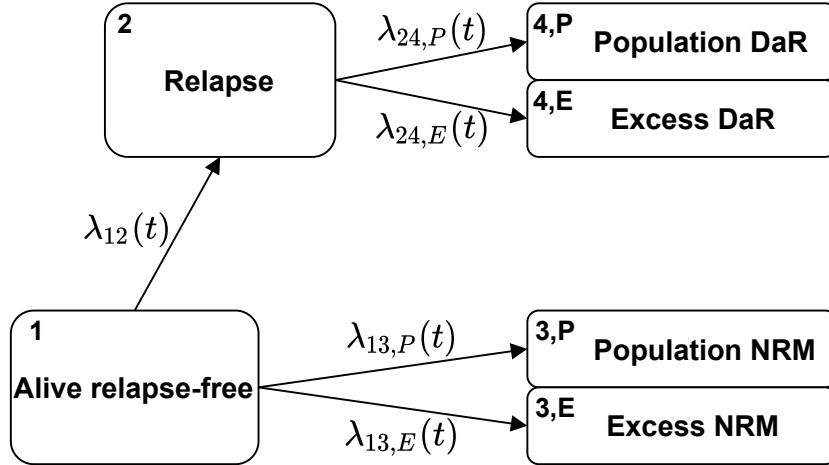 2
Relapse
λ₂₄,P(t)
4,P
Population DaR
λ₂₄,E(t)
4,E
Excess DaR
λ₁₂(t)
1
Alive relapse-free
λ₁₃,P(t)
3,P
Population NRM
λ₁₃,E(t)
3,E
Excess NRM